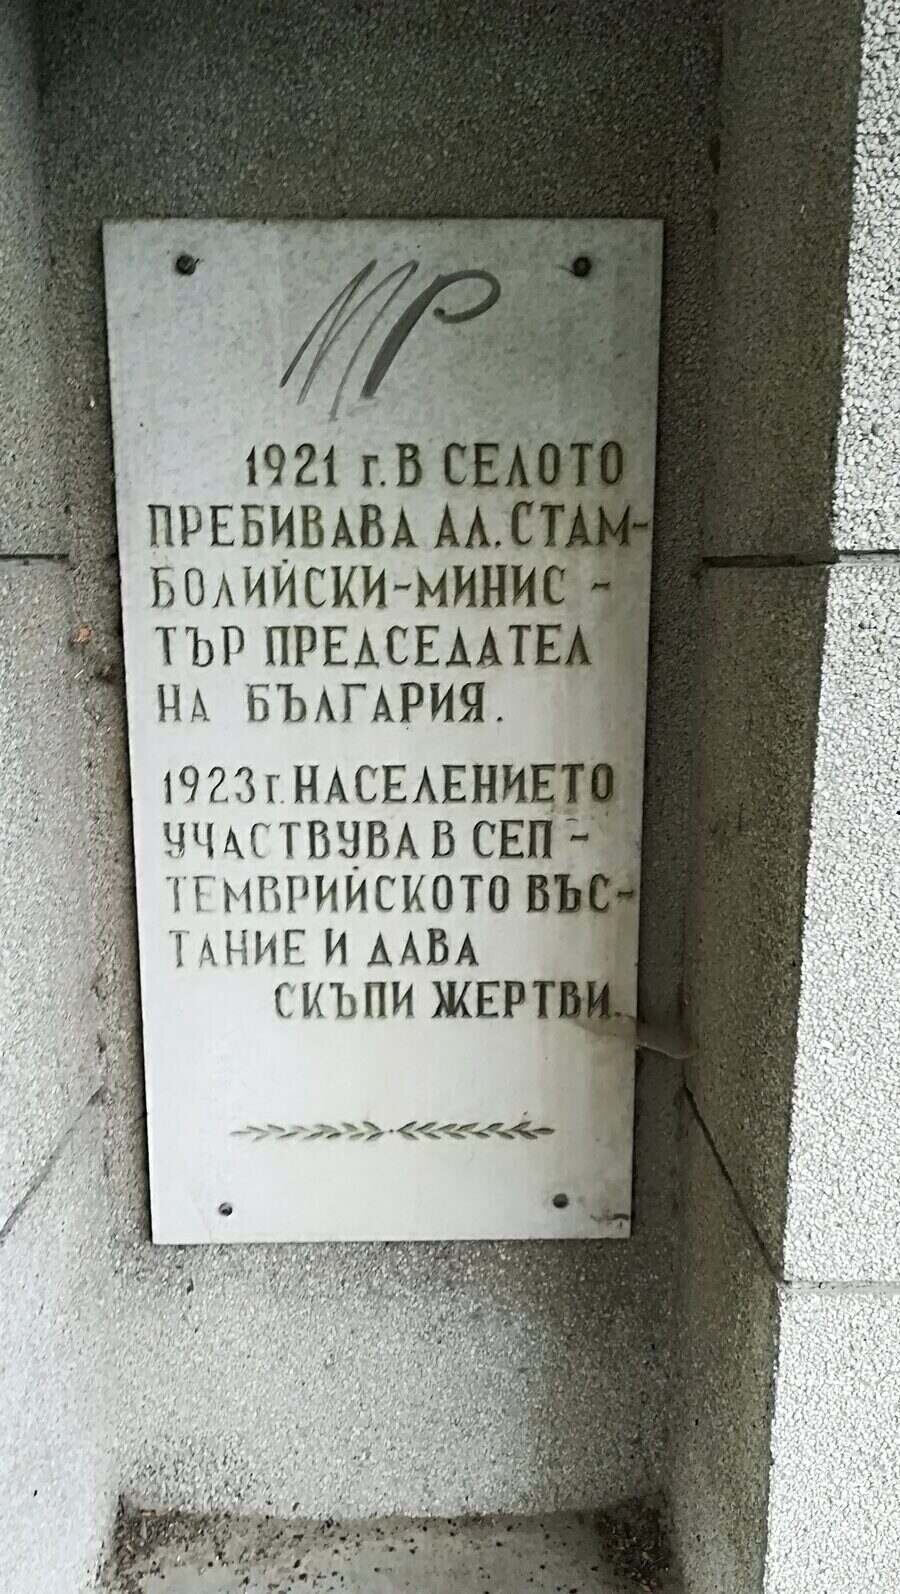 МР
1921 г. В СЕЛОТО
ПРЕБИВАВА АЛ. СТАМ-
БОЛИЙСКИ-МИНИС -
ТЪР ПРЕДСЕДАТЕЛ
НА БЪЛГАРИЯ.
1923 г. НАСЕЛЕНИЕТО
УЧАСТВУВА В СЕП -
ТЕМВРИЙСКОТО ВЪС-
ТАНИЕ И ДАВА
СКЪПИ ЖЕРТВИ.